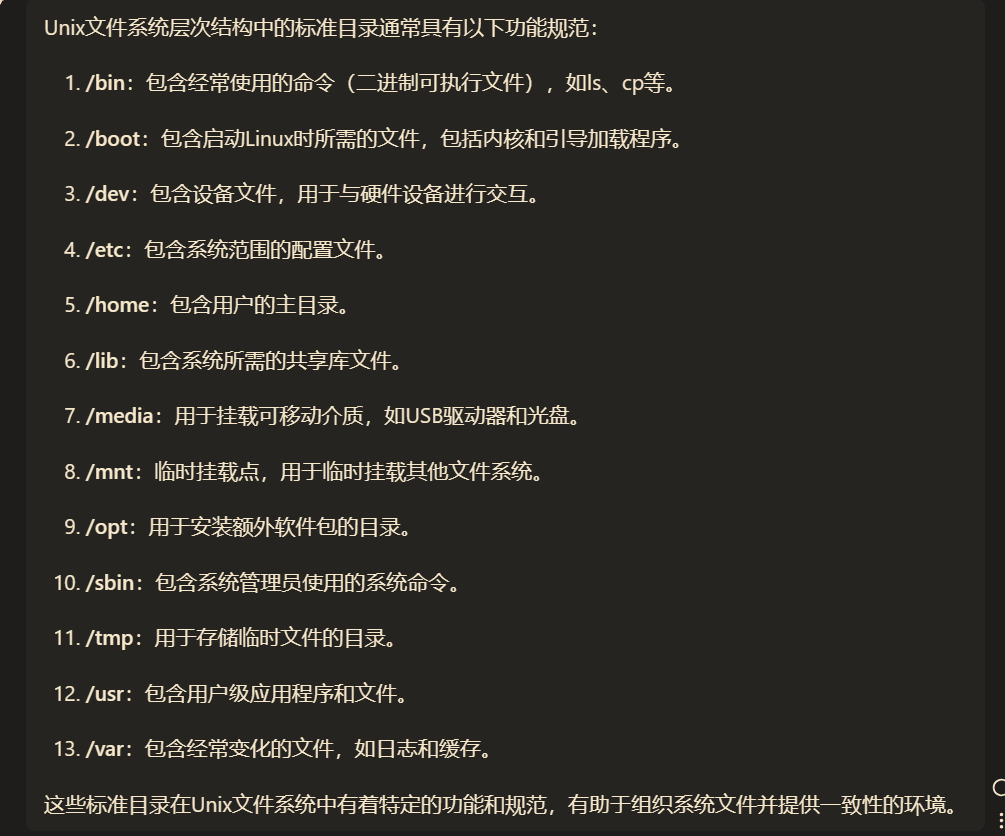 Unix文件系统层次结构中的标准目录通常具有以下功能规范：
1. /bin：包含经常使用的命令（二进制可执行文件），如ls、cp等。
2. /boot：包含启动Linux时所需的文件，包括内核和引导加载程序。
3. /dev：包含设备文件，用于与硬件设备进行交互。
4. /etc：包含系统范围的配置文件。
5. /home：包含用户的主目录。
6. /lib：包含系统所需的共享库文件。
7. /media：用于挂载可移动介质，如USB驱动器和光盘。
8. /mnt：临时挂载点，用于临时挂载其他文件系统。
9. /opt：用于安装额外软件包的目录。
10. /sbin：包含系统管理员使用的系统命令。
11. /tmp：用于存储临时文件的目录。
12. /usr：包含用户级应用程序和文件。
13. /var：包含经常变化的文件，如日志和缓存。
这些标准目录在Unix文件系统中有着特定的功能和规范，有助于组织系统文件并提供一致性的环境。